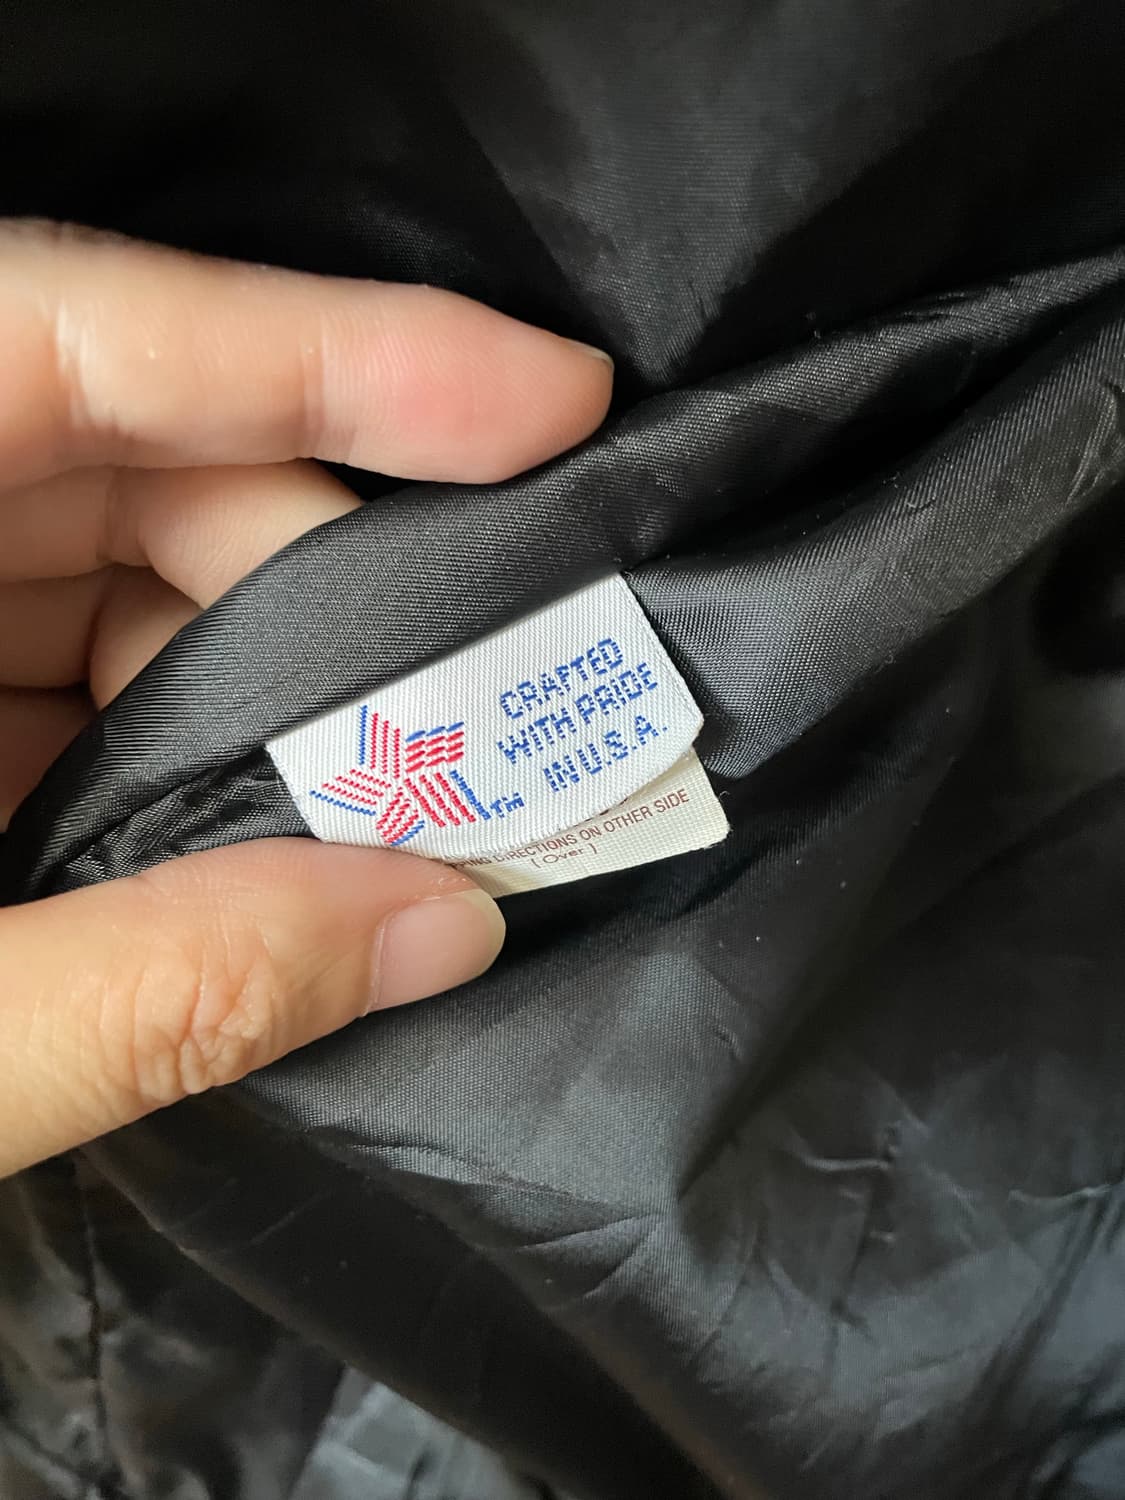 CRAFTED
WITH PRIDE
IN U.S.A.
TM
DIRECTIONS ON OTHER SIDE
(Over)